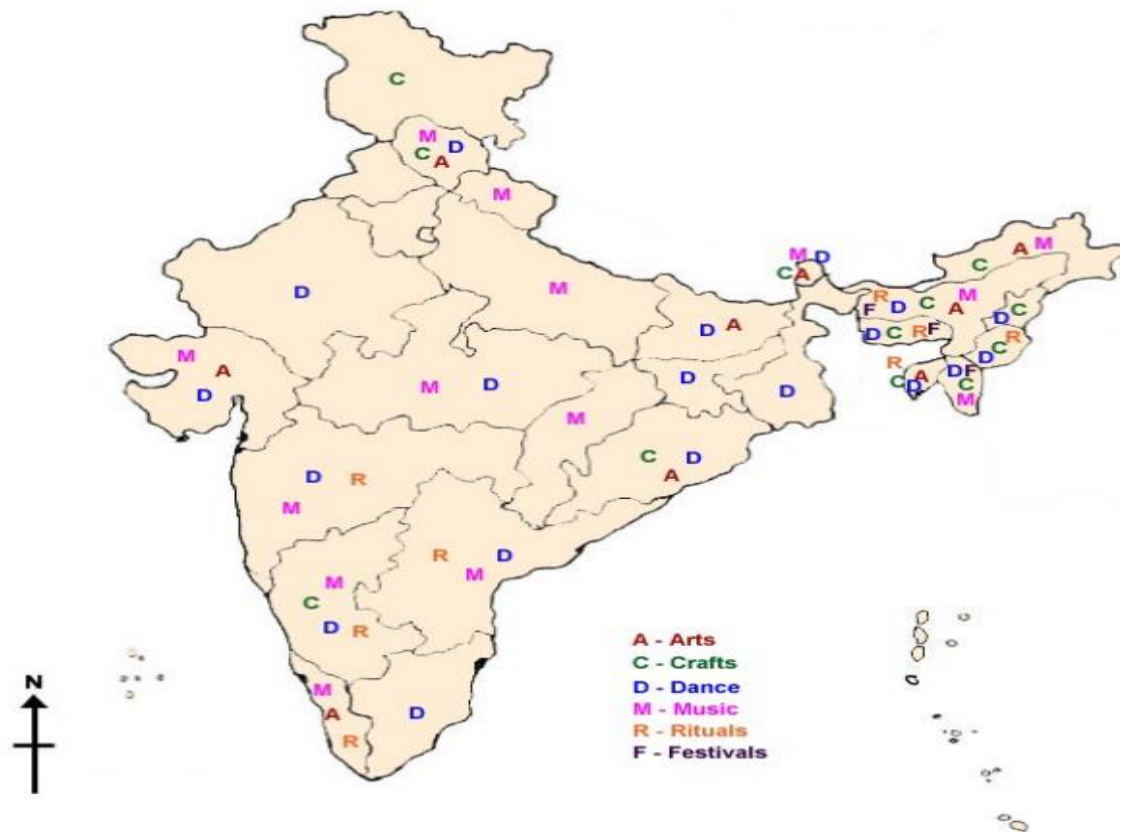 C
M
D
C
A
M
M D
C A
A M
C
D
M
R
M
F D C A
D C
D A
D C R F
R
C
D
M
A
R
D
D F
A
C D
C
D
M
M D
D
M
M
C D
A
D R
M
R D
M
M
C
D R
M
A
D
R
A - Arts
C - Crafts
D - Dance
M - Music
R - Rituals
F - Festivals
N